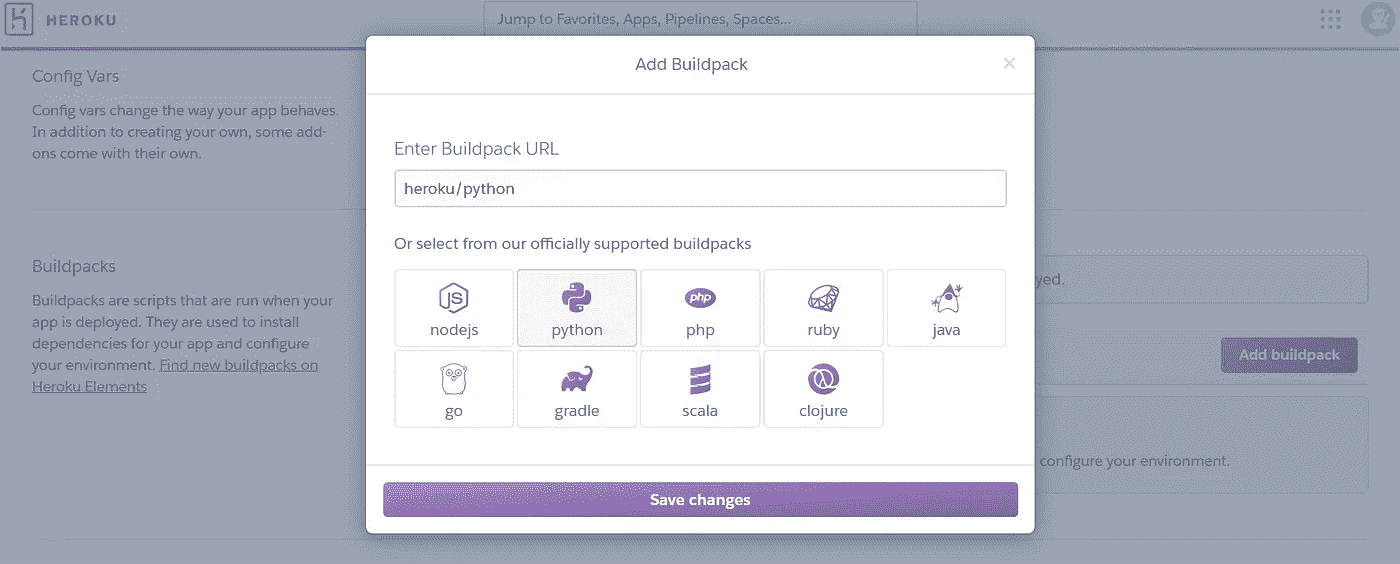 HEROKU
Jump to Favorites, Apps, Pipelines, Spaces...
Config Vars
Config vars change the way your app behaves.
In addition to creating your own, some add-
ons come with their own.
Buildpacks
Buildpacks are scripts that are run when your
app is deployed. They are used to install
dependencies for your app and configure
your environment. Find new buildpacks on
Heroku Elements
Add Buildpack
×
Enter Buildpack URL
heroku/python
Or select from our officially supported buildpacks
JS
nodejs
python
php
php
ruby
java
go
gradle
scala
clojure
Save changes
yed.
Add buildpack
configure your environment.